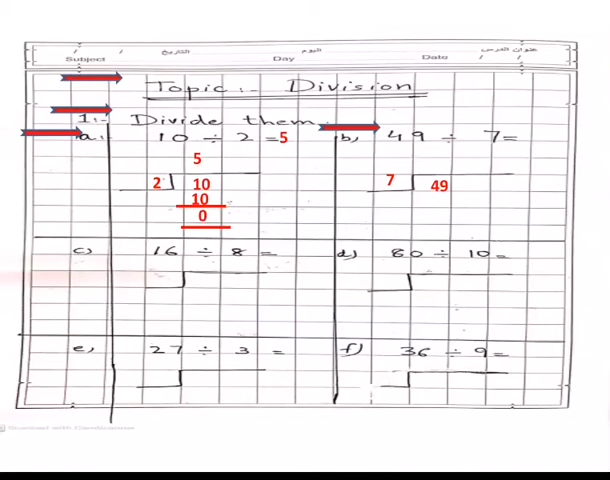 / / التاريخ اليوم / / عنوان الدرس
Subject Day Date
Topic :- Division
1:- Divide them
a:- 10 ÷ 2 = 5
5
2 10
10
0
b) 49 ÷ 7=
7 49
c) 16 ÷ 8 =
d) 80 ÷ 10=
e) 27 ÷ 3 =
f) 36 ÷ 9=